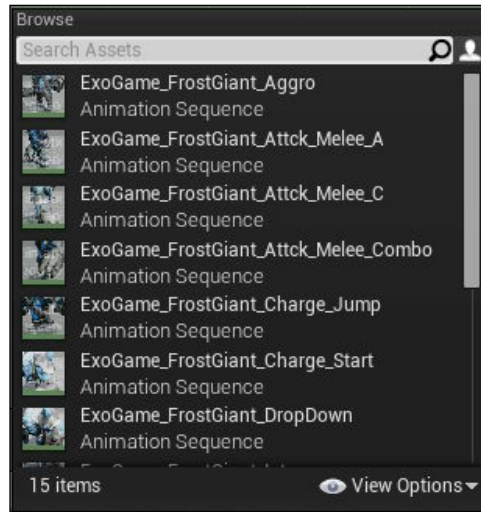 Browse
Search Assets
ExoGame_FrostGiant_Aggro
Animation Sequence
ExoGame_FrostGiant_Attck_Melee_A
Animation Sequence
ExoGame_FrostGiant_Attck_Melee_C
Animation Sequence
ExoGame_FrostGiant_Attck_Melee_Combo
Animation Sequence
ExoGame_FrostGiant_Charge_Jump
Animation Sequence
ExoGame_FrostGiant_Charge_Start
Animation Sequence
ExoGame_FrostGiant_DropDown
Animation Sequence
15 items
View Options